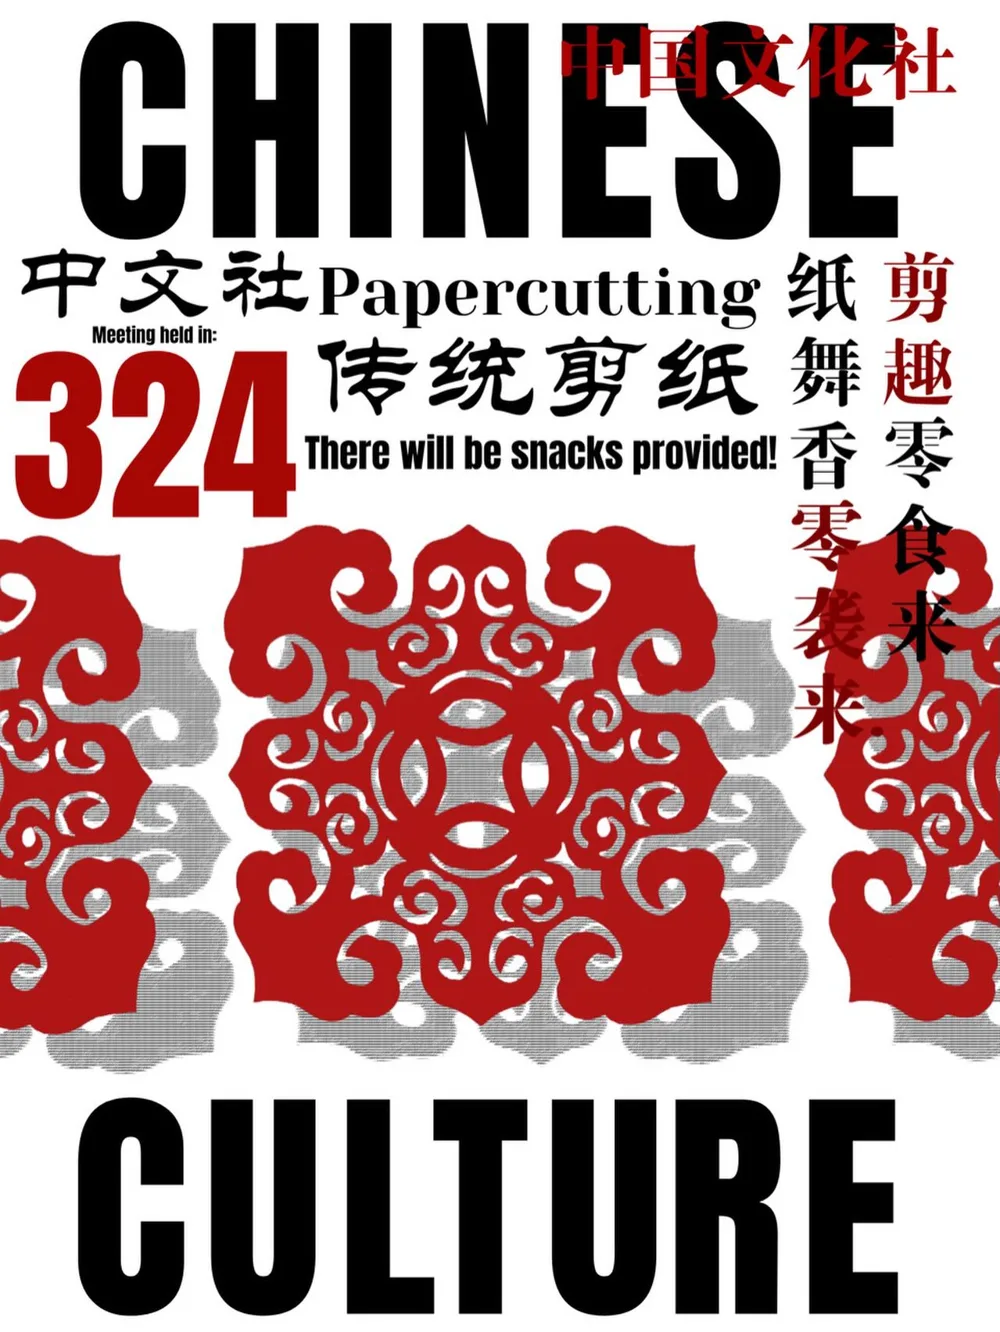 CHINESE
中国文化社
中文社
Meeting held in:
324
Papercutting
传统剪纸
There will be snacks provided!
剪趣零食来
纸舞香零袭来.
CULTURE